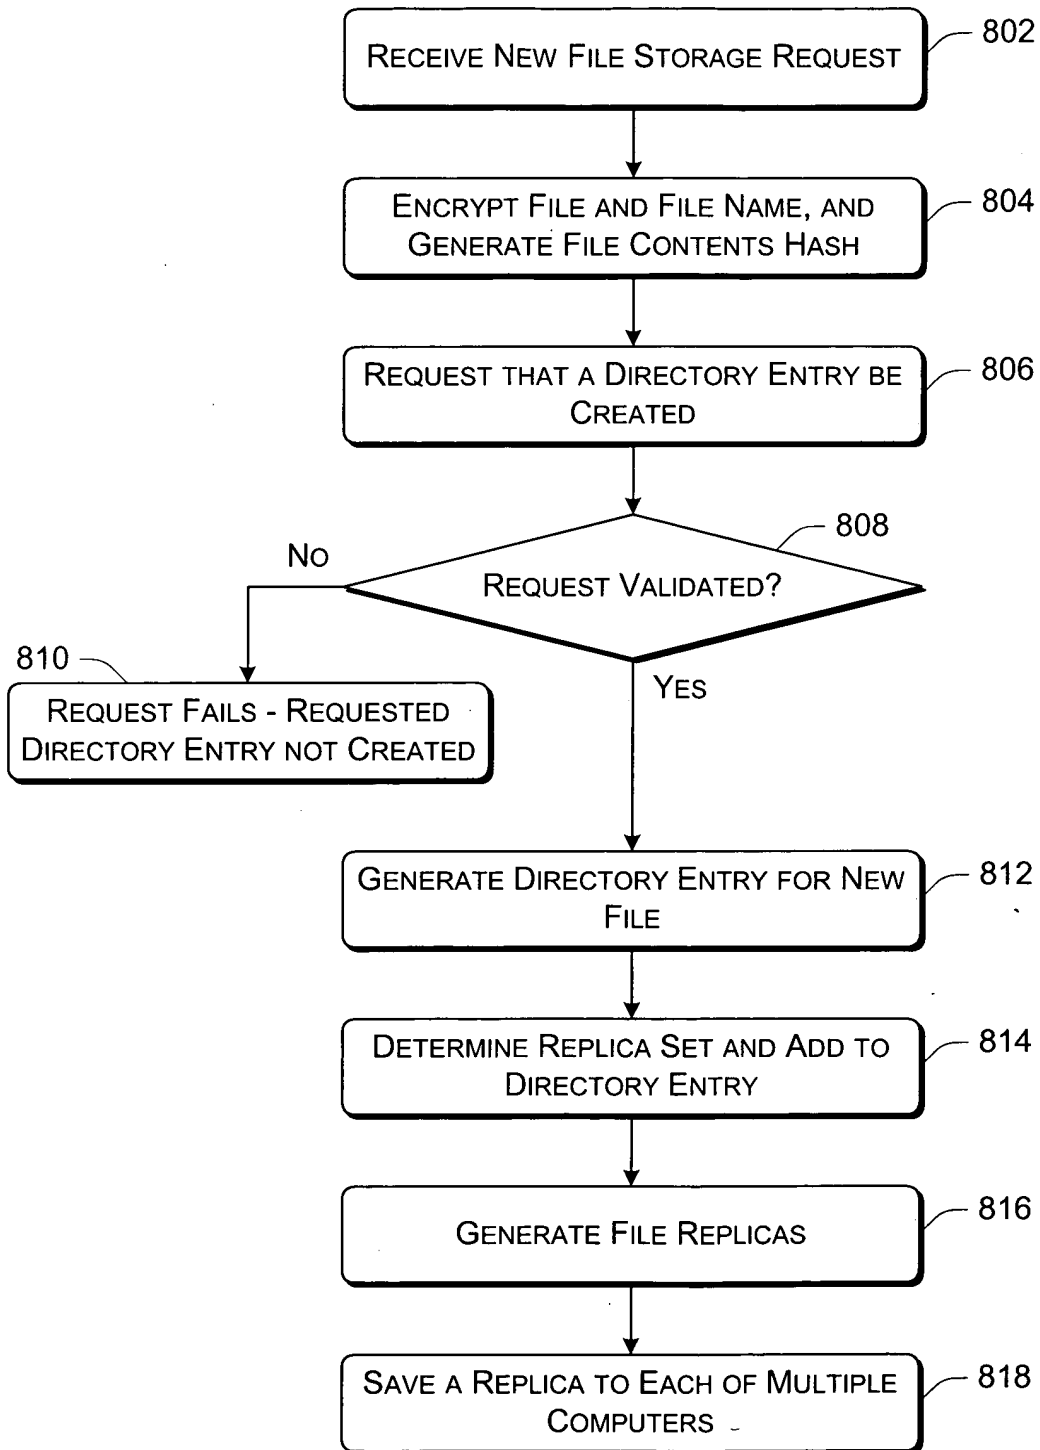 RECEIVE NEW FILE STORAGE REQUEST
802
ENCRYPT FILE AND FILE NAME, AND
GENERATE FILE CONTENTS HASH
804
REQUEST THAT A DIRECTORY ENTRY BE
CREATED
806
808
NO
REQUEST VALIDATED?
810
YES
REQUEST FAILS - REQUESTED
DIRECTORY ENTRY NOT CREATED
GENERATE DIRECTORY ENTRY FOR NEW
FILE
812
DETERMINE REPLICA SET AND ADD TO
DIRECTORY ENTRY
814
GENERATE FILE REPLICAS
816
SAVE A REPLICA TO EACH OF MULTIPLE
COMPUTERS
818